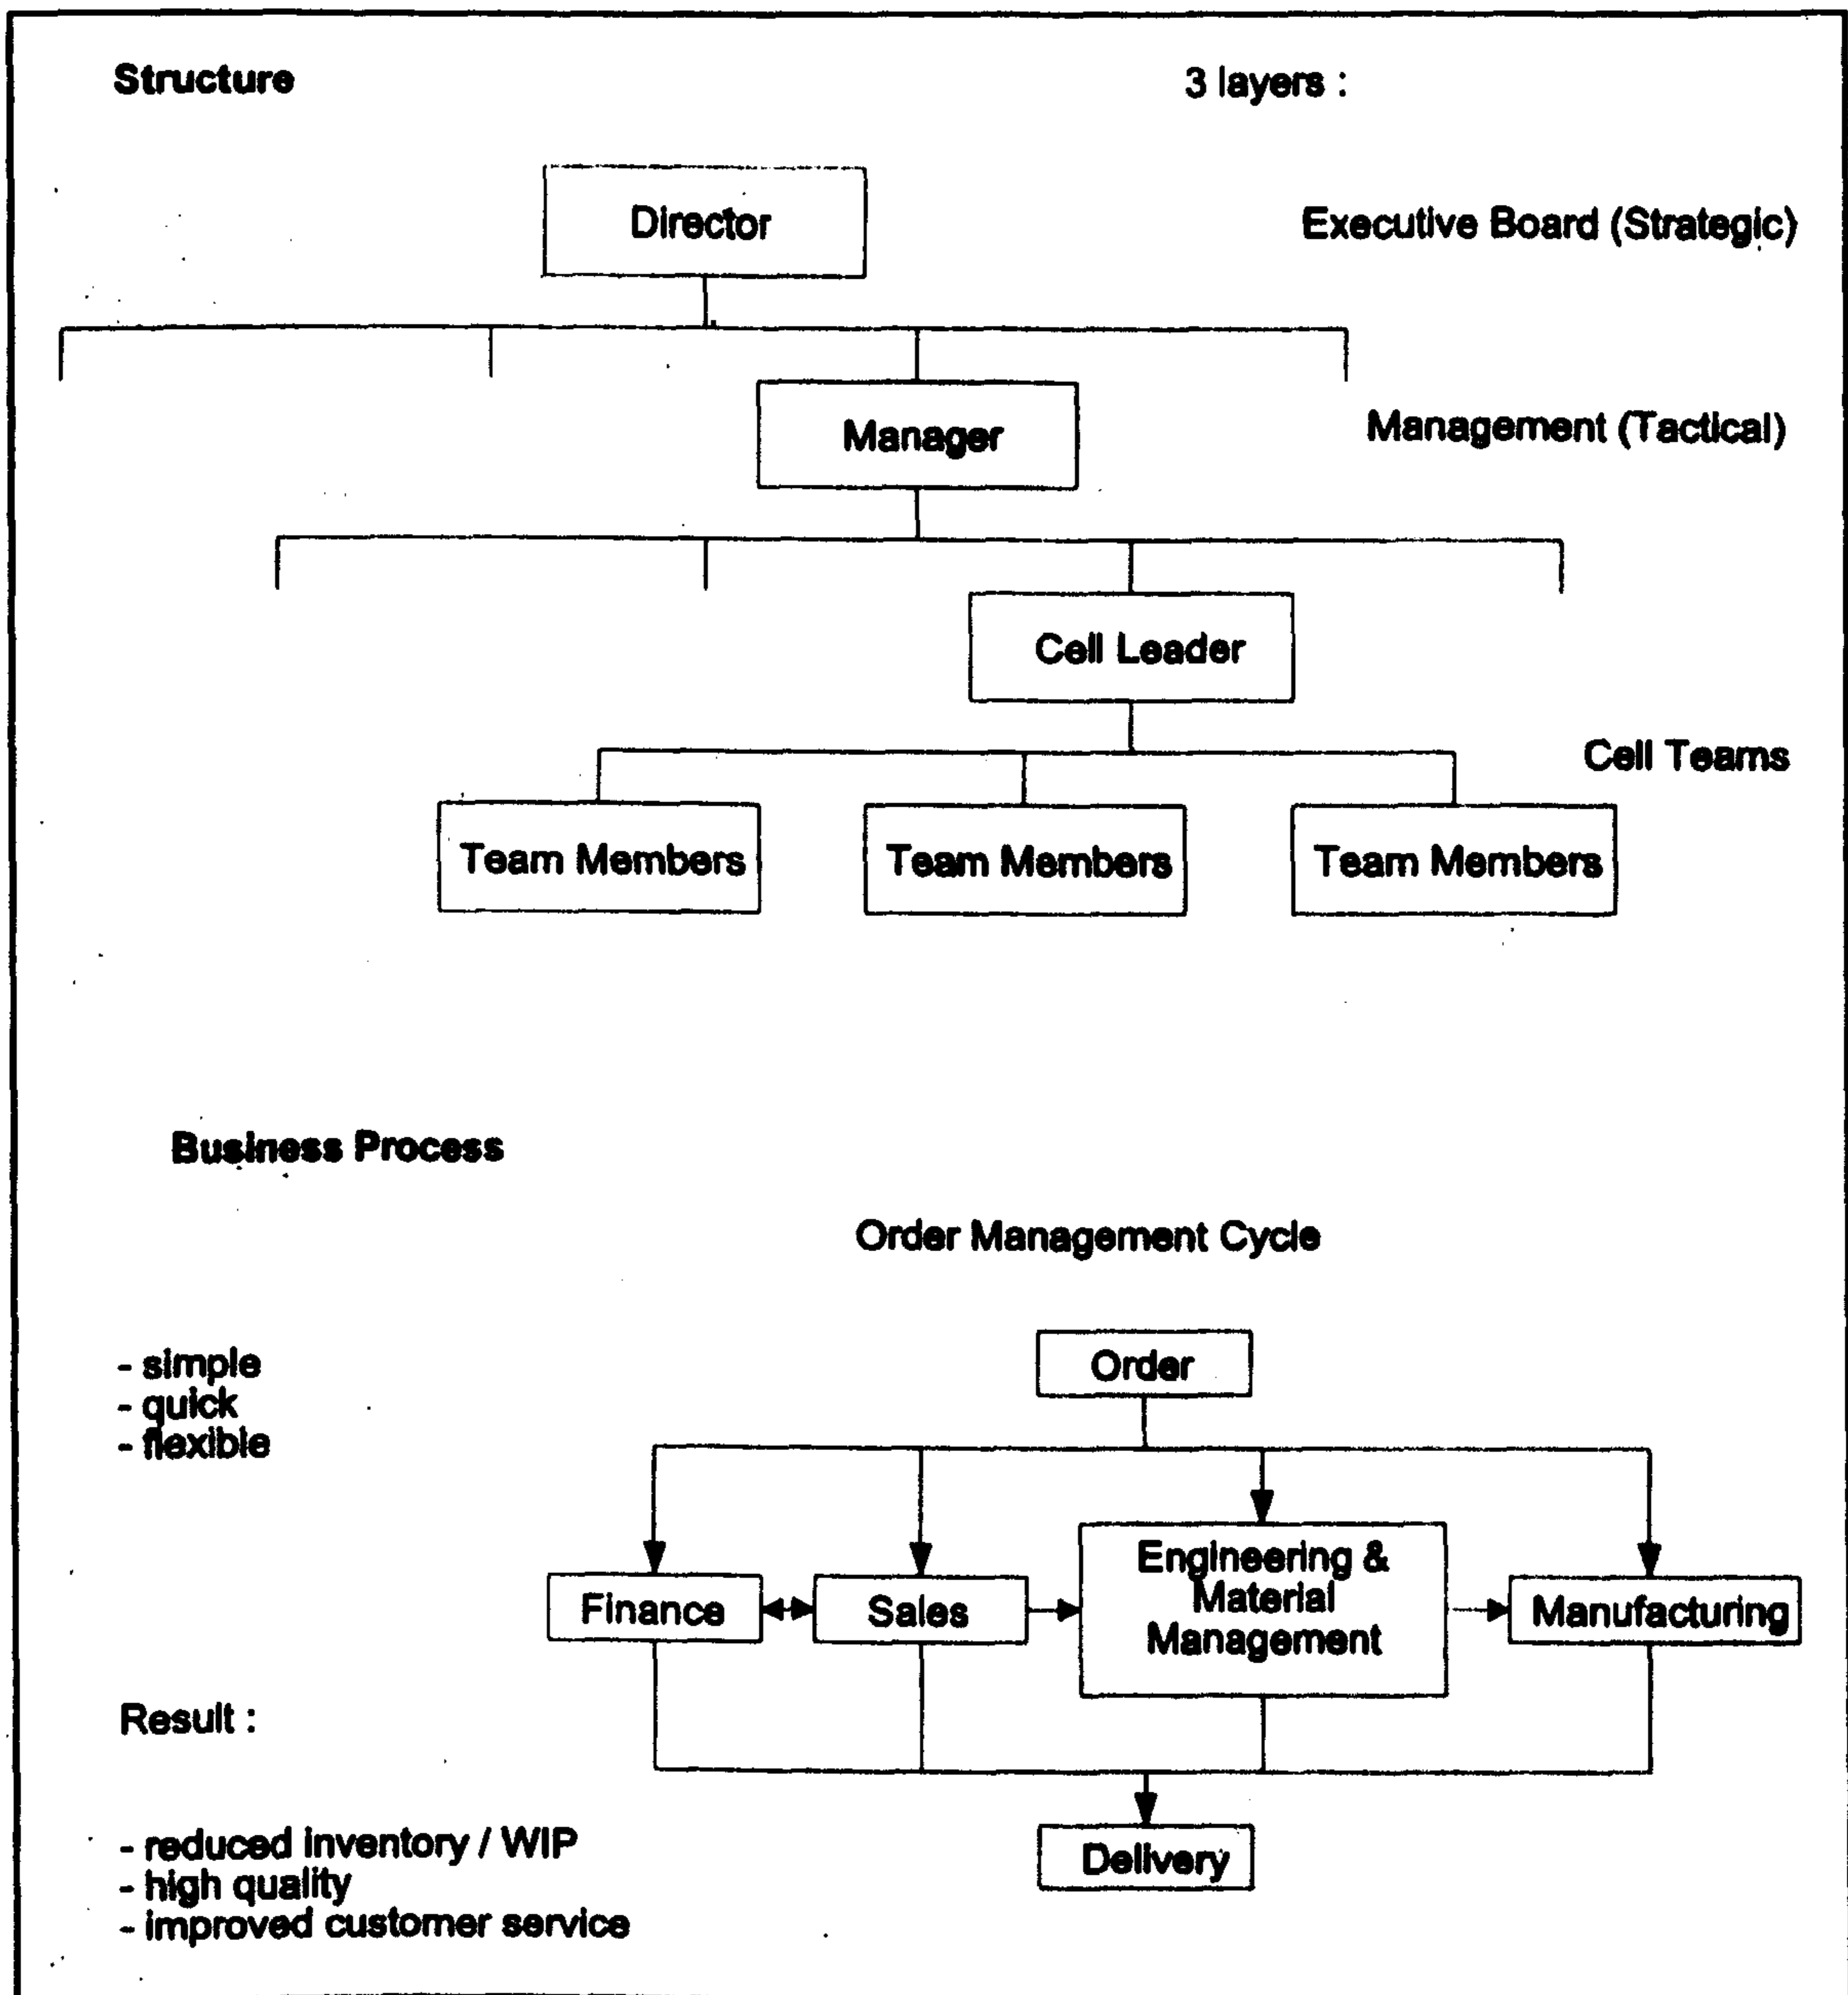 Structure
3 layers :
Director
Executive Board (Strategic)
Manager
Management (Tactical)
Cell Leader
Cell Teams
Team Members
Team Members
Team Members
Business Process
Order Management Cycle
- simple
- quick
- flexible
Order
Finance
Sales
Engineering &
Material
Management
Manufacturing
Result :
Delivery
- reduced inventory / WIP
- high quality
- improved customer service